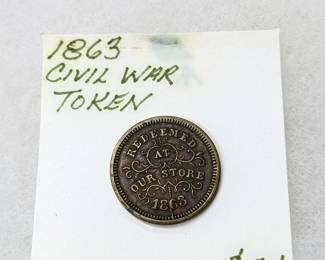 1863
CIVIL WAR
TOKEN
REDEEMED
AT
OUR STORE
1863